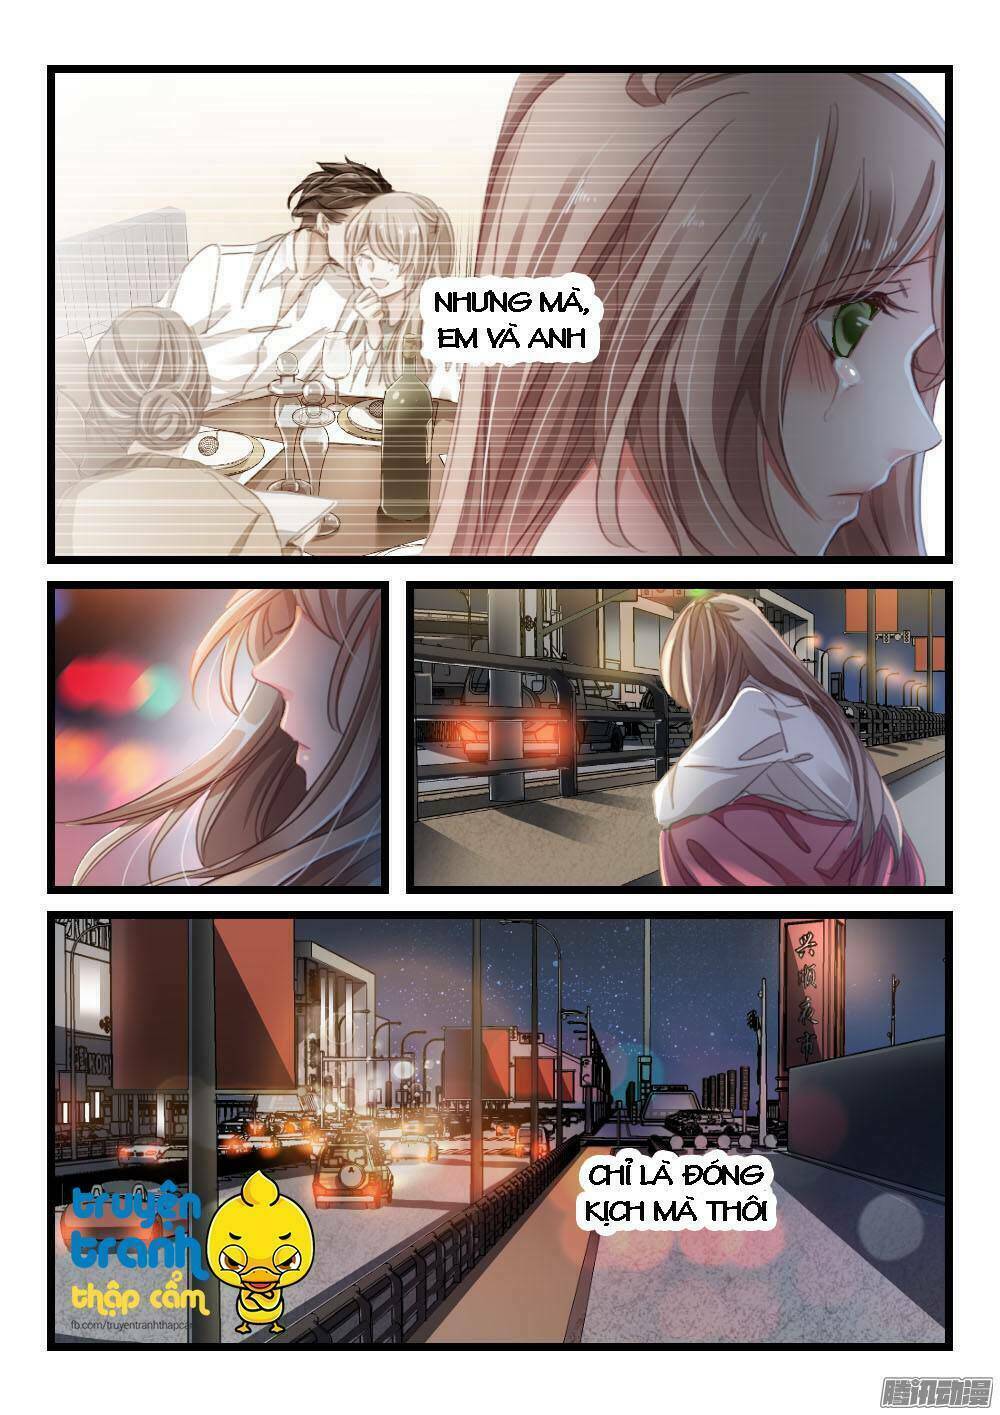 NHƯNG MÀ,
EM VÀ ANH
兴顺夜市
CHỈ LÀ ĐÓNG
KỊCH MÀ THÔI
truyện
tranh
thập cẩm
fb.com/truyentranhthapcam
腾讯动漫